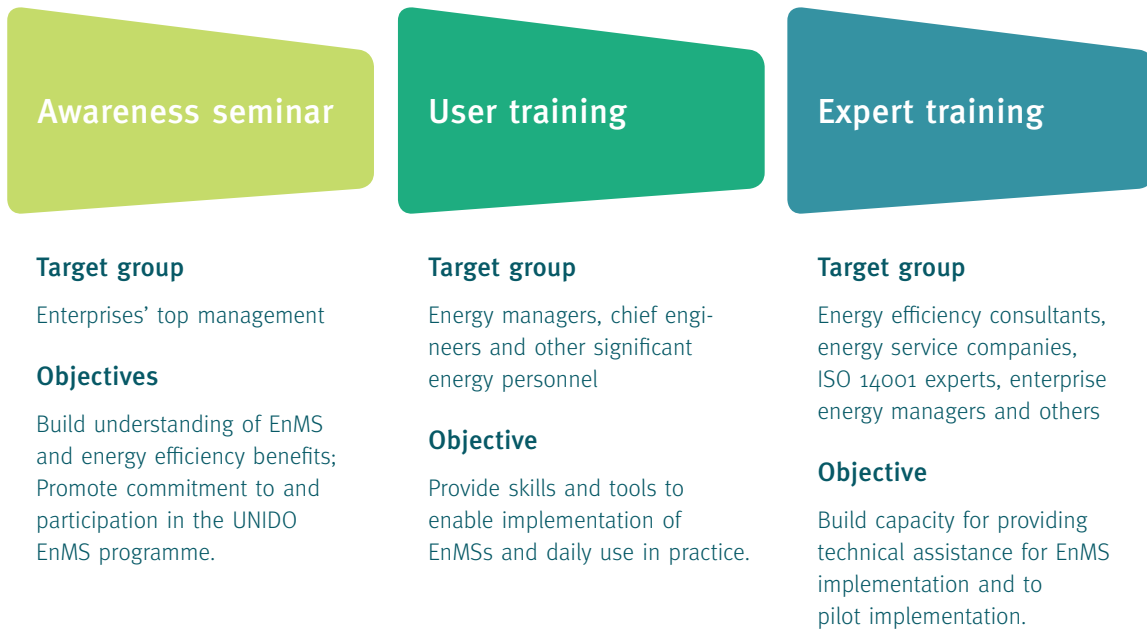 Awareness seminar
Target group
Enterprises’ top management
Objectives
Build understanding of EnMS
and energy efficiency benefits;
Promote commitment to and
participation in the UNIDO
EnMS programme.
User training
Target group
Energy managers, chief engi-
neers and other significant
energy personnel
Objective
Provide skills and tools to
enable implementation of
EnMSs and daily use in practice.
Expert training
Target group
Energy efficiency consultants,
energy service companies,
ISO 14001 experts, enterprise
energy managers and others
Objective
Build capacity for providing
technical assistance for EnMS
implementation and to
pilot implementation.